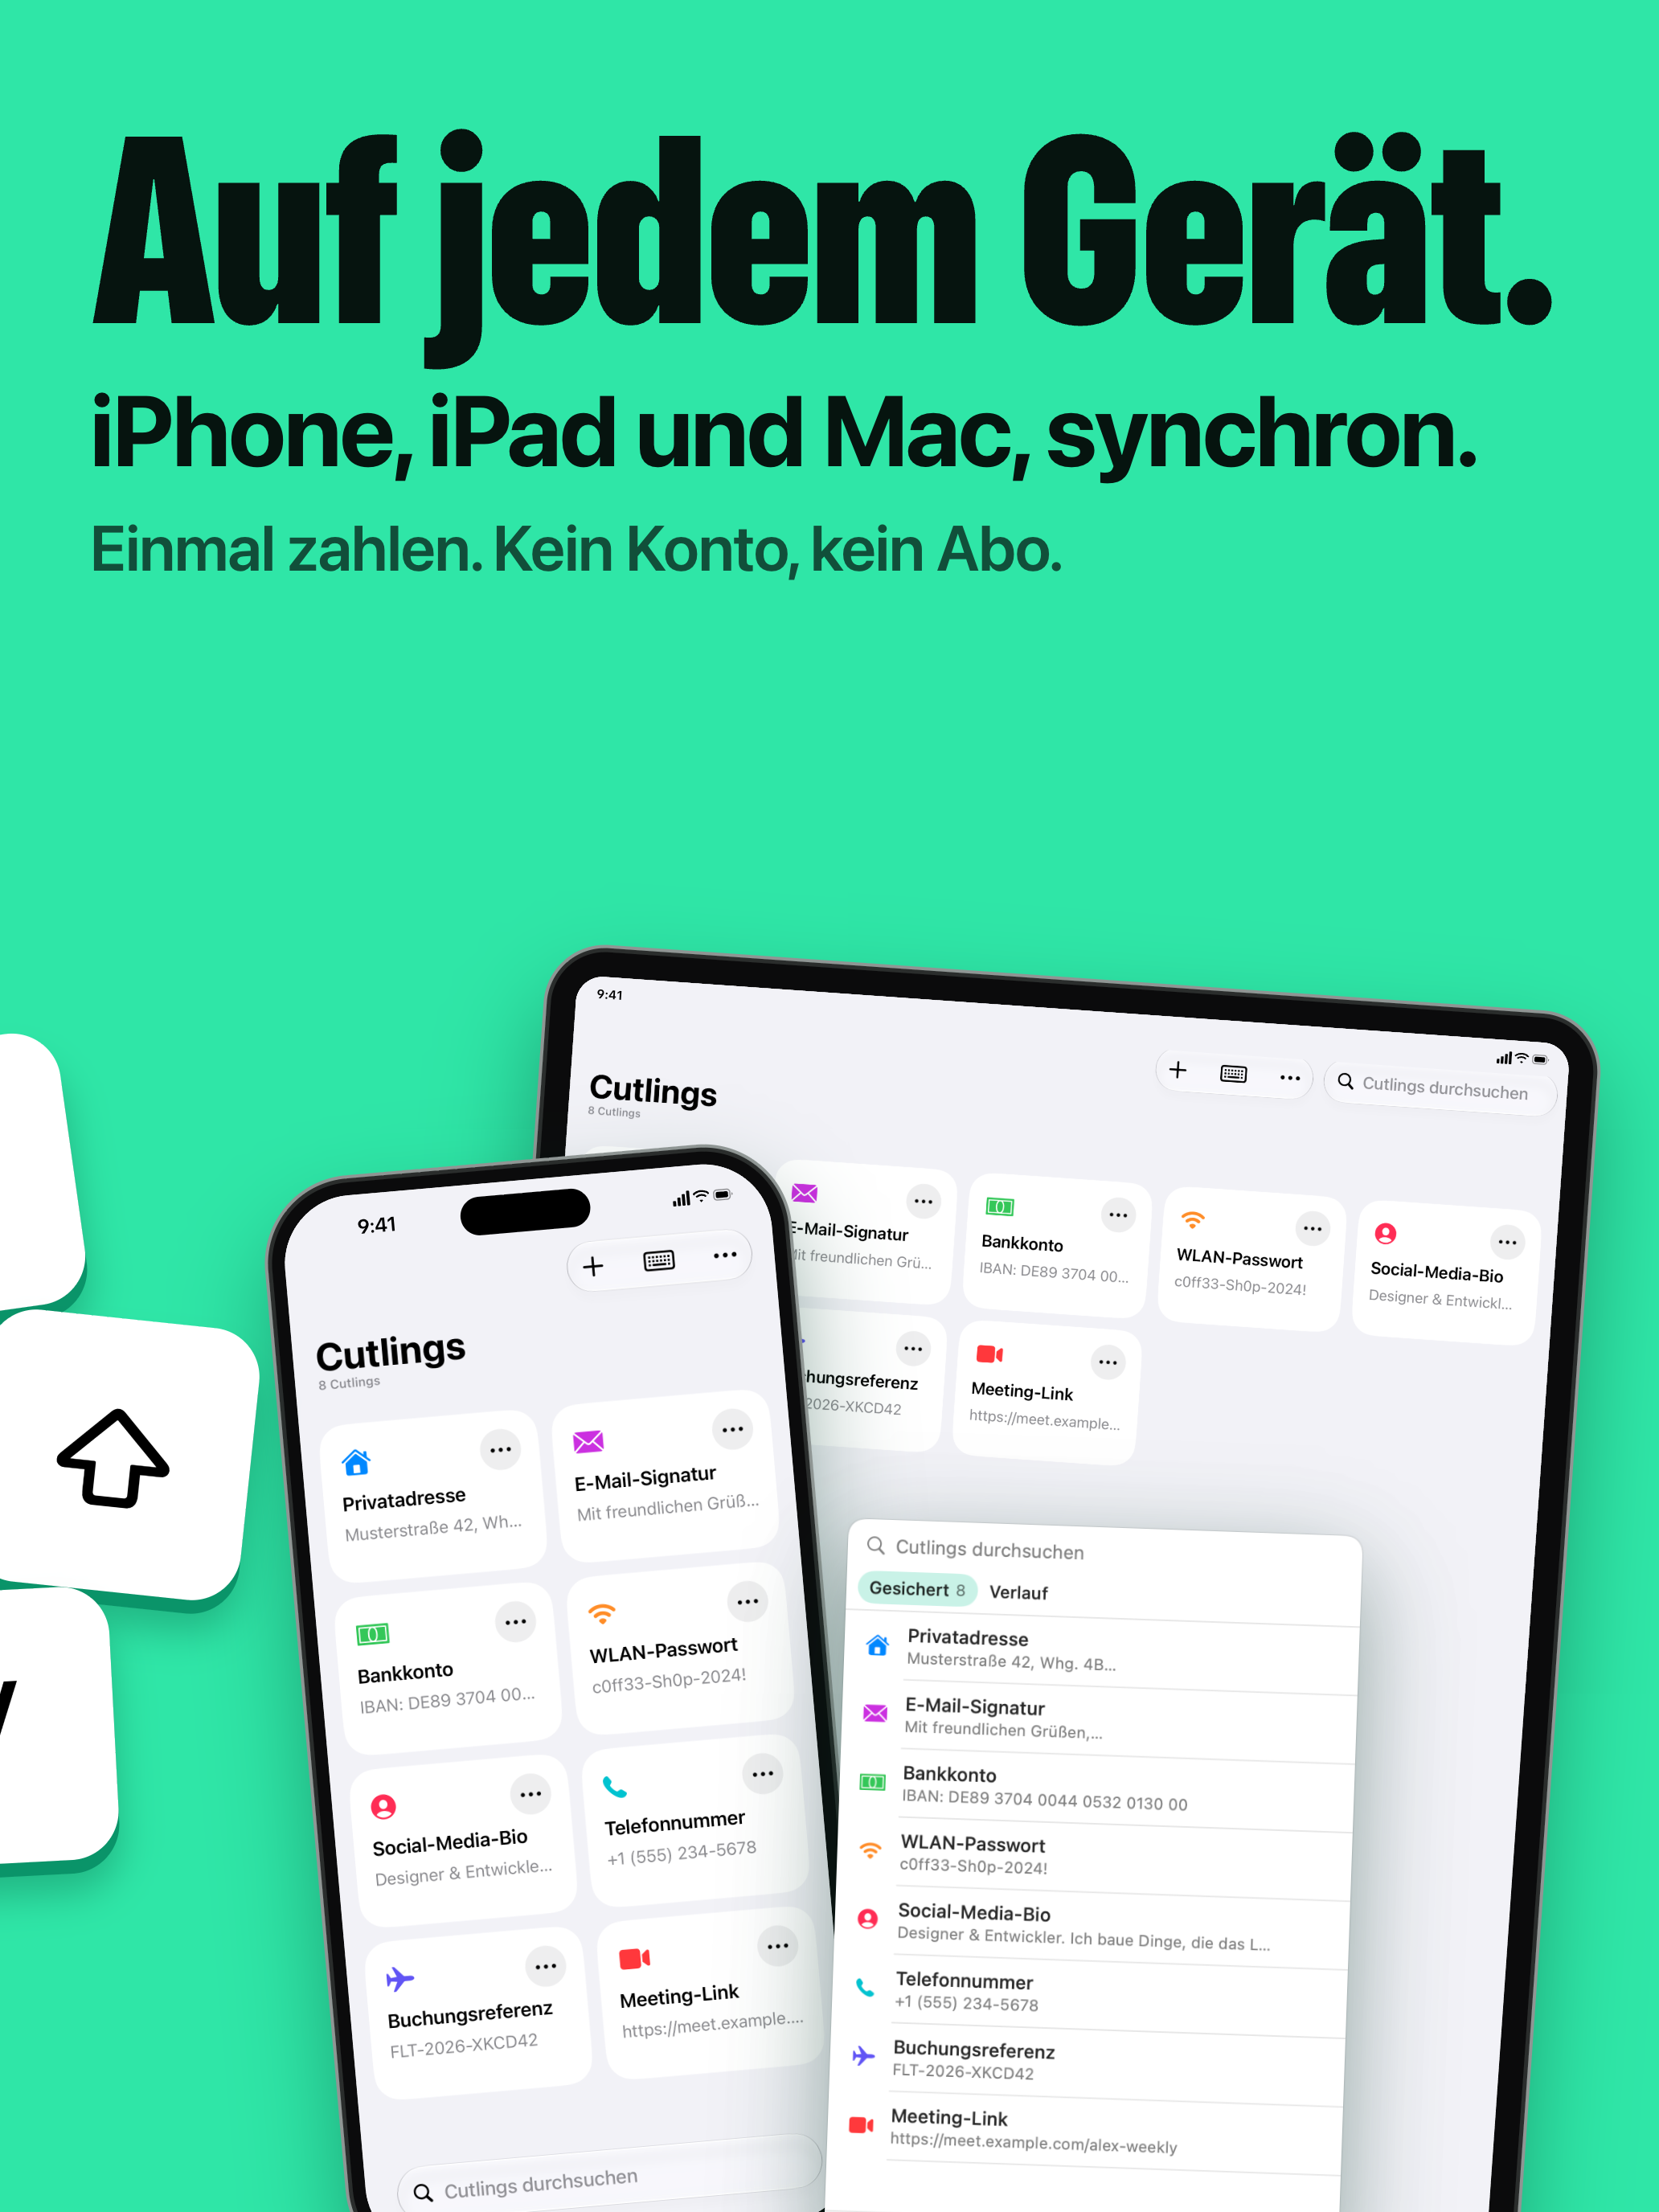 Auf jedem Gerät.
iPhone, iPad und Mac, synchron.
Einmal zahlen. Kein Konto, kein Abo.
9:41
Cutlings
8 Cutlings
Cutlings durchsuchen
E-Mail-Signatur
Mit freundlichen Grü...
Bankkonto
IBAN: DE89 3704 00...
WLAN-Passwort
c0ff33-Sh0p-2024!
Social-Media-Bio
Designer & Entwickl...
chungsreferenz
2026-XKCD42
Meeting-Link
https://meet.example...
9:41
Cutlings
8 Cutlings
Privatadresse
Musterstraße 42, Wh...
E-Mail-Signatur
Mit freundlichen Grüß...
Bankkonto
IBAN: DE89 3704 00...
WLAN-Passwort
c0ff33-Sh0p-2024!
Social-Media-Bio
Designer & Entwickle...
Telefonnummer
+1 (555) 234-5678
Buchungsreferenz
FLT-2026-XKCD42
Meeting-Link
https://meet.example....
Cutlings durchsuchen
Cutlings durchsuchen
Gesichert 8 Verlauf
Privatadresse
Musterstraße 42, Whg. 4B...
E-Mail-Signatur
Mit freundlichen Grüßen,...
Bankkonto
IBAN: DE89 3704 0044 0532 0130 00
WLAN-Passwort
c0ff33-Sh0p-2024!
Social-Media-Bio
Designer & Entwickler. Ich baue Dinge, die das L...
Telefonnummer
+1 (555) 234-5678
Buchungsreferenz
FLT-2026-XKCD42
Meeting-Link
https://meet.example.com/alex-weekly